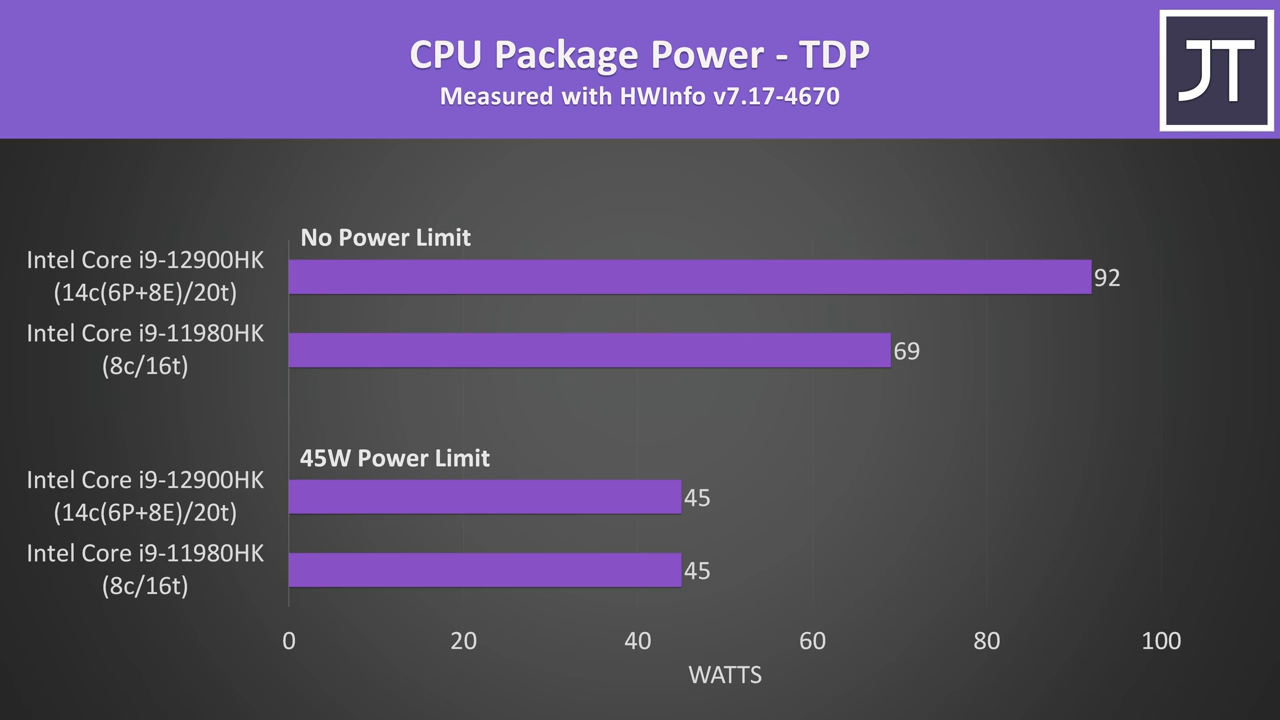 CPU Package Power - TDP
Measured with HWInfo v7.17-4670
JT
No Power Limit
Intel Core i9-12900HK
(14c(6P+8E)/20t)
92
Intel Core i9-11980HK
(8c/16t)
69
45W Power Limit
Intel Core i9-12900HK
(14c(6P+8E)/20t)
45
Intel Core i9-11980HK
(8c/16t)
45
0 20 40 60 80 100
WATTS